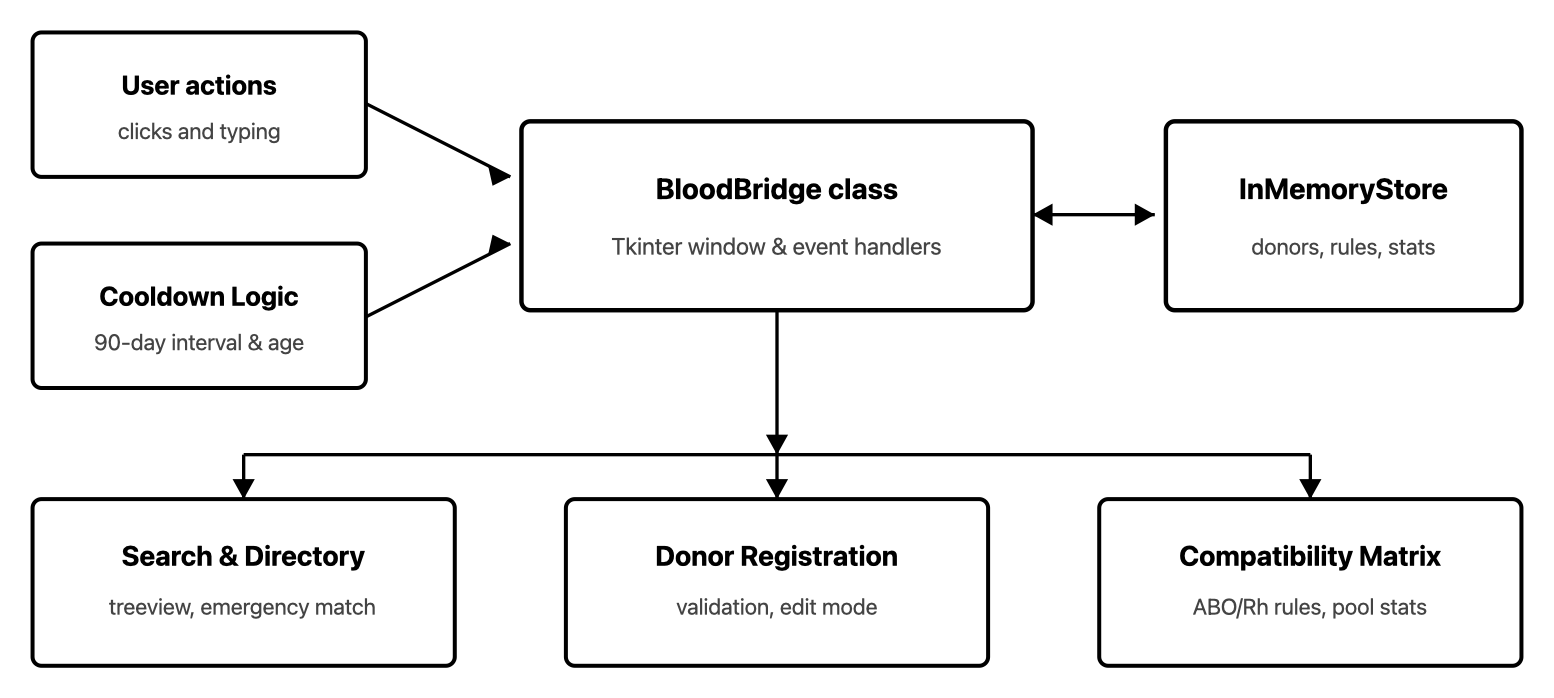 User actions
clicks and typing
Cooldown Logic
90-day interval & age
BloodBridge class
Tkinter window & event handlers
InMemoryStore
donors, rules, stats
Search & Directory
treeview, emergency match
Donor Registration
validation, edit mode
Compatibility Matrix
ABO/Rh rules, pool stats